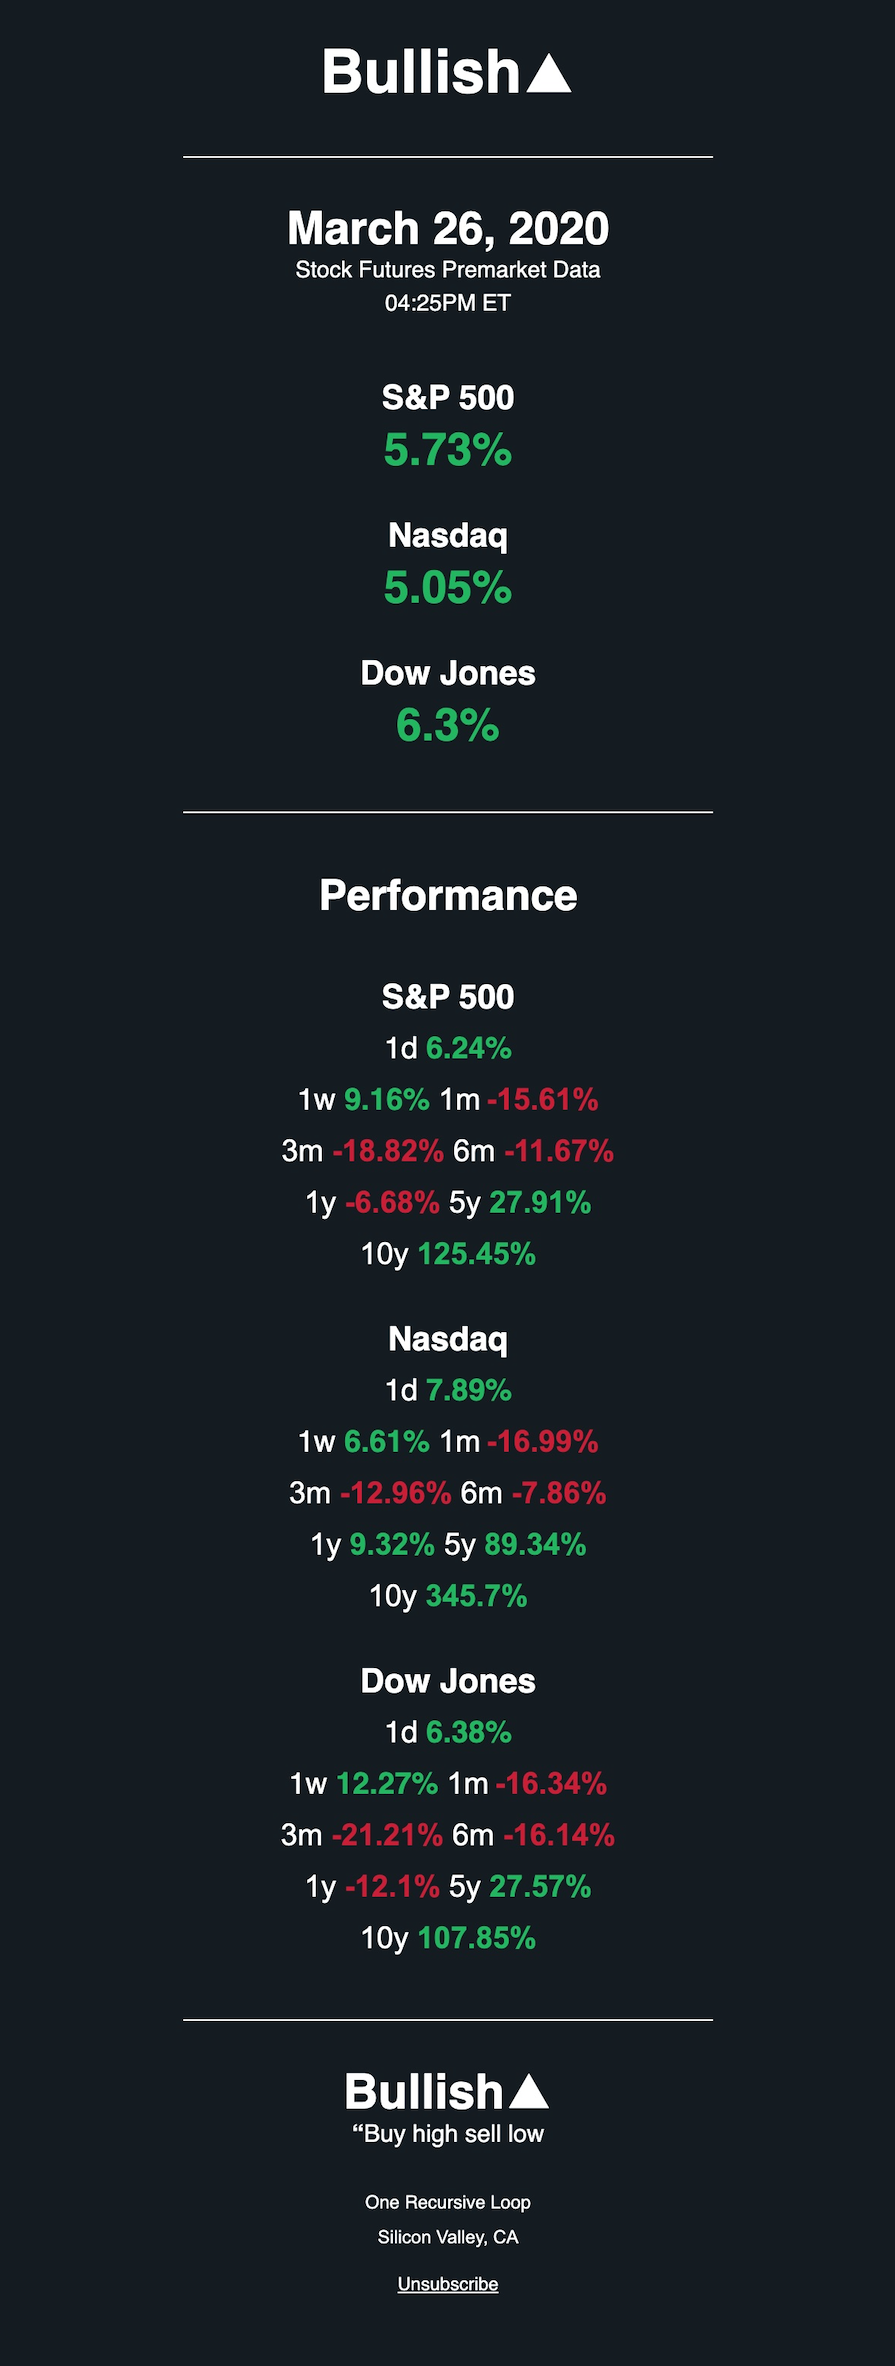 Bullish▲
March 26, 2020
Stock Futures Premarket Data
04:25PM ET
S&P 500
5.73%
Nasdaq
5.05%
Dow Jones
6.3%
Performance
S&P 500
1d 6.24%
1w 9.16% 1m -15.61%
3m -18.82% 6m -11.67%
1y -6.68% 5y 27.91%
10y 125.45%
Nasdaq
1d 7.89%
1w 6.61% 1m -16.99%
3m -12.96% 6m -7.86%
1y 9.32% 5y 89.34%
10y 345.7%
Dow Jones
1d 6.38%
1w 12.27% 1m -16.34%
3m -21.21% 6m -16.14%
1y -12.1% 5y 27.57%
10y 107.85%
Bullish▲
“Buy high sell low
One Recursive Loop
Silicon Valley, CA
Unsubscribe